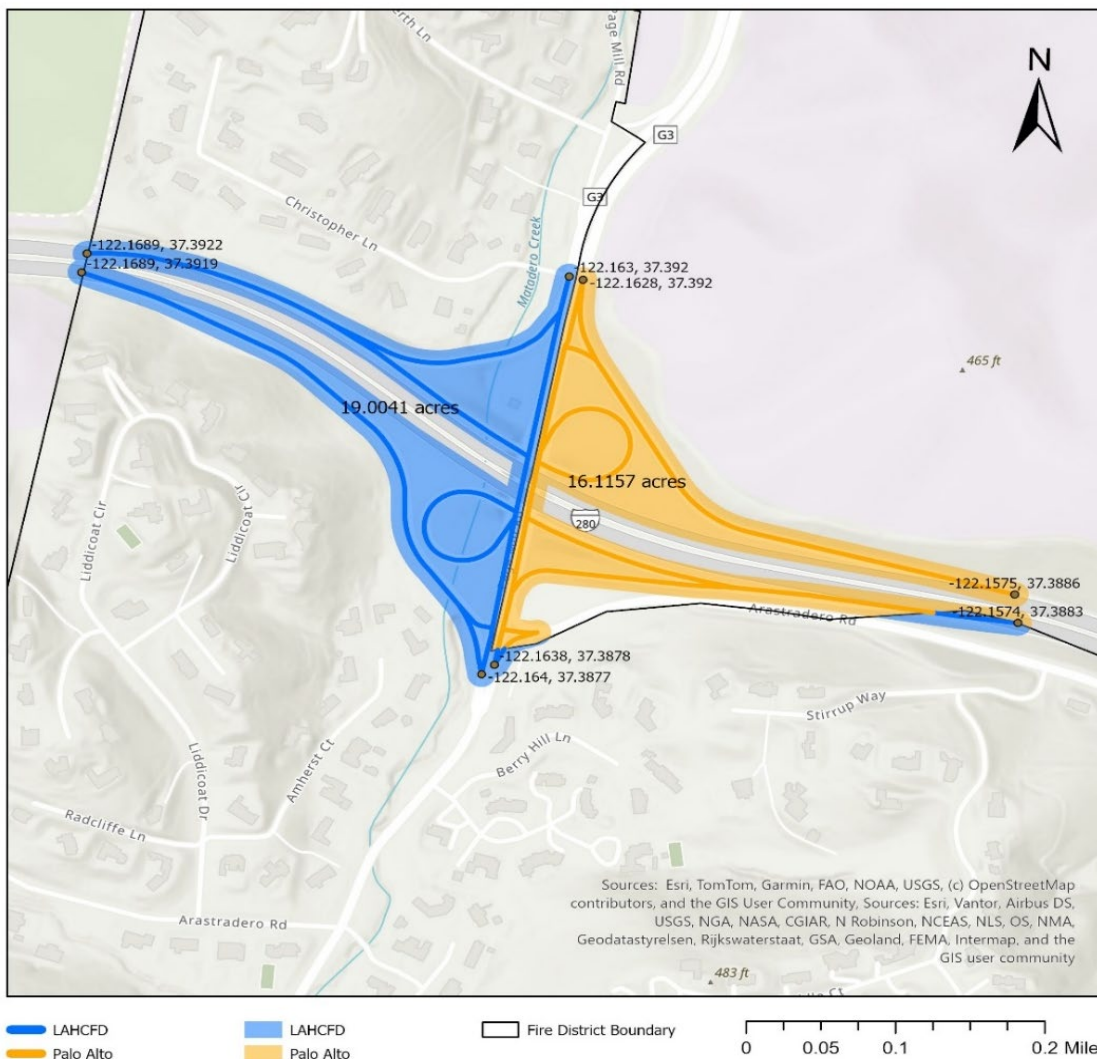 erth Ln
Page Mill Rd
N
G3
G3
Christopher Ln
Matadero Creek
-122.1689, 37.3922
-122.1689, 37.3919
-122.163, 37.392
-122.1628, 37.392
465 ft
19.0041 acres
16.1157 acres
280
Liddicoat Cir
Liddicoat Cir
-122.1575, 37.3886
-122.1574, 37.3883
Arastradero Rd
-122.1638, 37.3878
-122.164, 37.3877
Stirrup Way
Berry Hill Ln
Amherst Ct
Liddicoat Dr
Radcliffe Ln
Arastradero Rd
Sources: Esri, TomTom, Garmin, FAO, NOAA, USGS, (c) OpenStreetMap
contributors, and the GIS User Community, Sources: Esri, Vantor, Airbus DS,
USGS, NGA, NASA, CGIAR, N Robinson, NCEAS, NLS, OS, NMA,
Geodatastyrelsen, Rijkswaterstaat, GSA, Geoland, FEMA, Intermap, and the
GIS user community
483 ft
Ct
LAHCFD
LAHCFD
Fire District Boundary
Palo Alto
Palo Alto
0 0.05 0.1 0.2 Mile